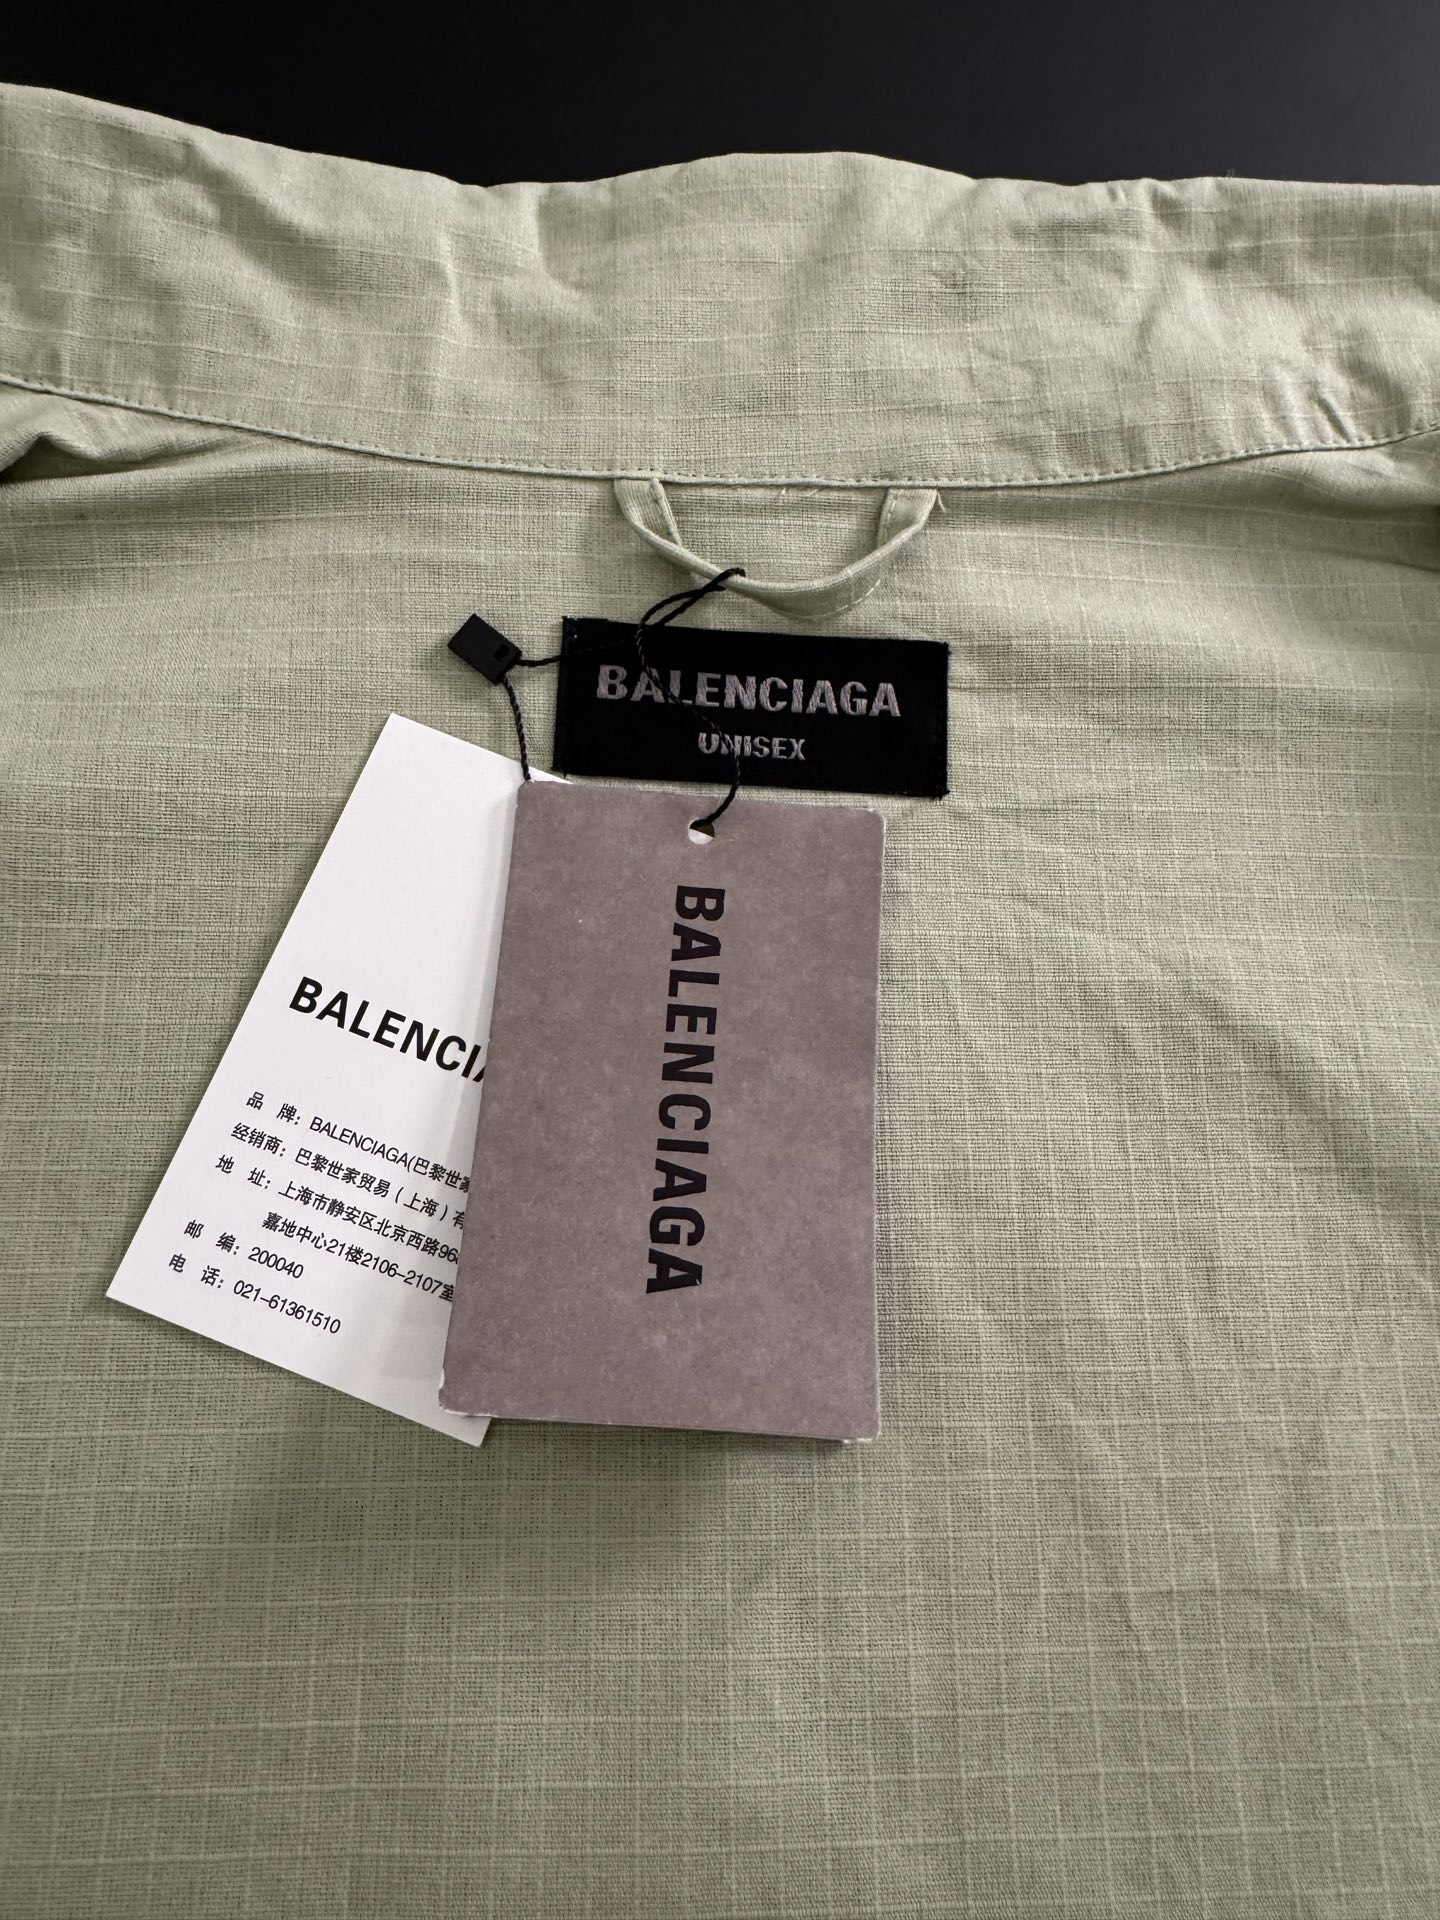 BALENCIAGA
UNISEX
BALENCIAGA
BALENCIA
品 牌: BALENCIAGA(巴黎世家
经销商: 巴黎世家贸易(上海)有
地 址: 上海市静安区北京西路968
嘉地中心21楼2106-2107室
邮 编: 200040
电 话: 021-61361510